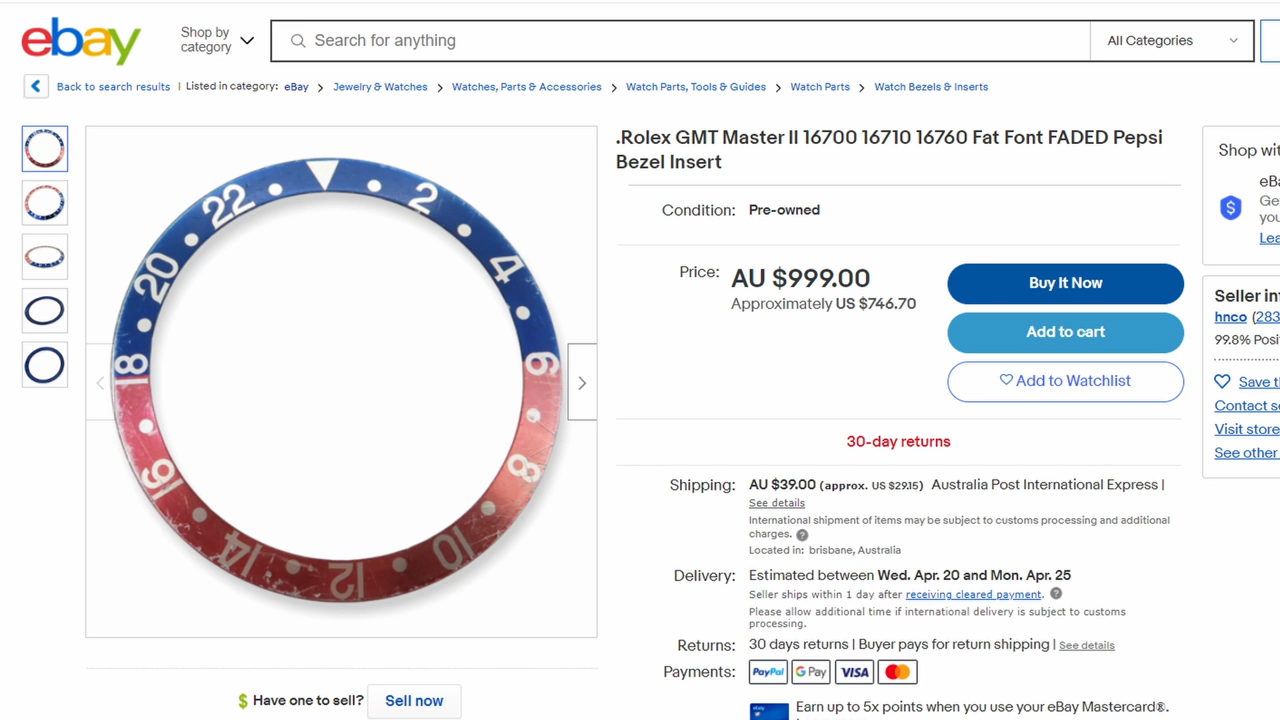 ebay
Shop by
category
Search for anything
All Categories
Back to search results | Listed in category: eBay > Jewelry & Watches > Watches, Parts & Accessories > Watch Parts, Tools & Guides > Watch Parts > Watch Bezels & Inserts
.Rolex GMT Master II 16700 16710 16760 Fat Font FADED Pepsi
Bezel Insert
Condition: Pre-owned
Price: AU $999.00
Approximately US $746.70
Buy It Now
Add to cart
Add to Watchlist
30-day returns
Shipping: AU $39.00 (approx. US $29.15) Australia Post International Express |
See details
International shipment of items may be subject to customs processing and additional
charges.
Located in: brisbane, Australia
Delivery: Estimated between Wed. Apr. 20 and Mon. Apr. 25
Seller ships within 1 day after receiving cleared payment.
Please allow additional time if international delivery is subject to customs
processing.
Returns: 30 days returns | Buyer pays for return shipping | See details
Payments: PayPal G Pay VISA
Earn up to 5x points when you use your eBay Mastercard®.
2
4
6
8
10
12
14
16
18
20
22
$ Have one to sell? Sell now
Shop wit
eBa
Ge
you
Lea
Seller in
hnco (283
99.8% Posi
Save t
Contact s
Visit store
See other